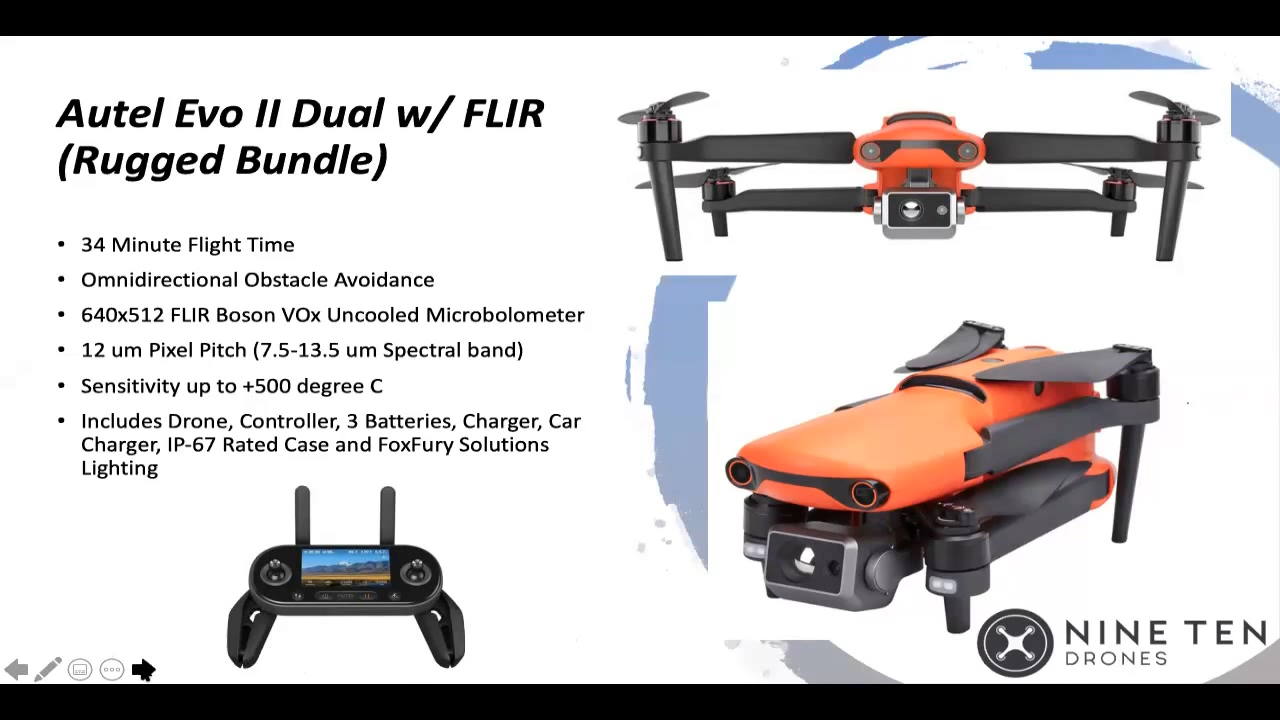 Autel Evo II Dual w/ FLIR
(Rugged Bundle)
• 34 Minute Flight Time
• Omnidirectional Obstacle Avoidance
• 640x512 FLIR Boson VOx Uncooled Microbolometer
• 12 um Pixel Pitch (7.5-13.5 um Spectral band)
• Sensitivity up to +500 degree C
• Includes Drone, Controller, 3 Batteries, Charger, Car
Charger, IP-67 Rated Case and FoxFury Solutions
Lighting
NINE TEN
DRONES